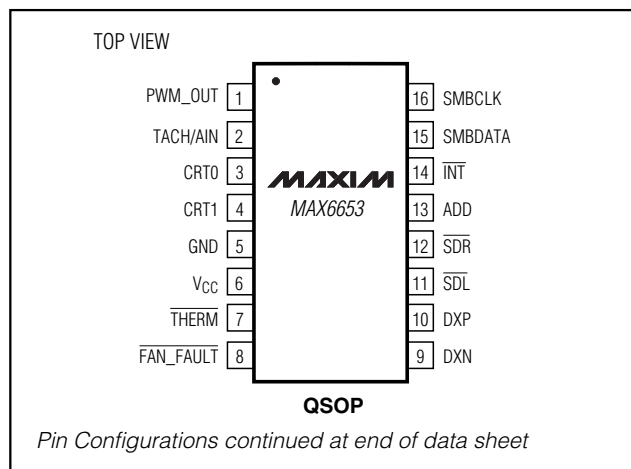 TOP VIEW
PWM_OUT 1 16 SMBCLK
TACH/AIN 2 15 SMBDATA
CRT0 3 14 INT
CRT1 4 MAXIM 13 ADD
MAX6653
GND 5 12 SDR
VCC 6 11 SDL
THERM 7 10 DXP
FAN_FAULT 8 9 DXN
QSOP
Pin Configurations continued at end of data sheet